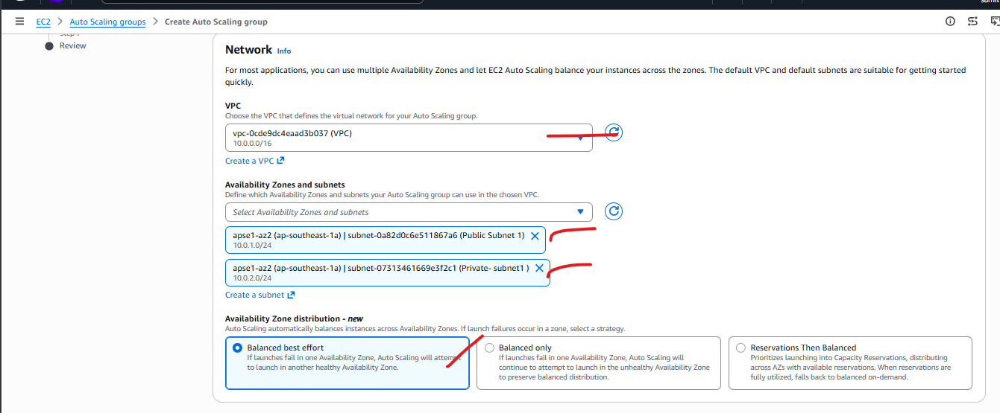 EC2 > Auto Scaling groups > Create Auto Scaling group
Review
Network Info
For most applications, you can use multiple Availability Zones and let EC2 Auto Scaling balance your instances across the zones. The default VPC and default subnets are suitable for getting started
quickly.
VPC
Choose the VPC that defines the virtual network for your Auto Scaling group.
vpc-0cde9dc4eaad3b037 (VPC)
10.0.0.0/16
Create a VPC
Availability Zones and subnets
Define which Availability Zones and subnets your Auto Scaling group can use in the chosen VPC.
Select Availability Zones and subnets
apse1-az2 (ap-southeast-1a) | subnet-0a82d0c6e511867a6 (Public Subnet 1)
10.0.1.0/24
apse1-az2 (ap-southeast-1a) | subnet-07313461669e3f2c1 (Private- subnet1 )
10.0.2.0/24
Create a subnet
Availability Zone distribution - new
Auto Scaling automatically balances instances across Availability Zones. If launch failures occur in a zone, select a strategy.
Balanced best effort
If launches fail in one Availability Zone, Auto Scaling will attempt
to launch in another healthy Availability Zone.
Balanced only
If launches fail in one Availability Zone, Auto Scaling will
continue to attempt to launch in the unhealthy Availability Zone
to preserve balanced distribution.
Reservations Then Balanced
Prioritizes launching into Capacity Reservations, distributing
across AZs with available reservations. When reservations are
fully utilized, falls back to balanced on-demand.